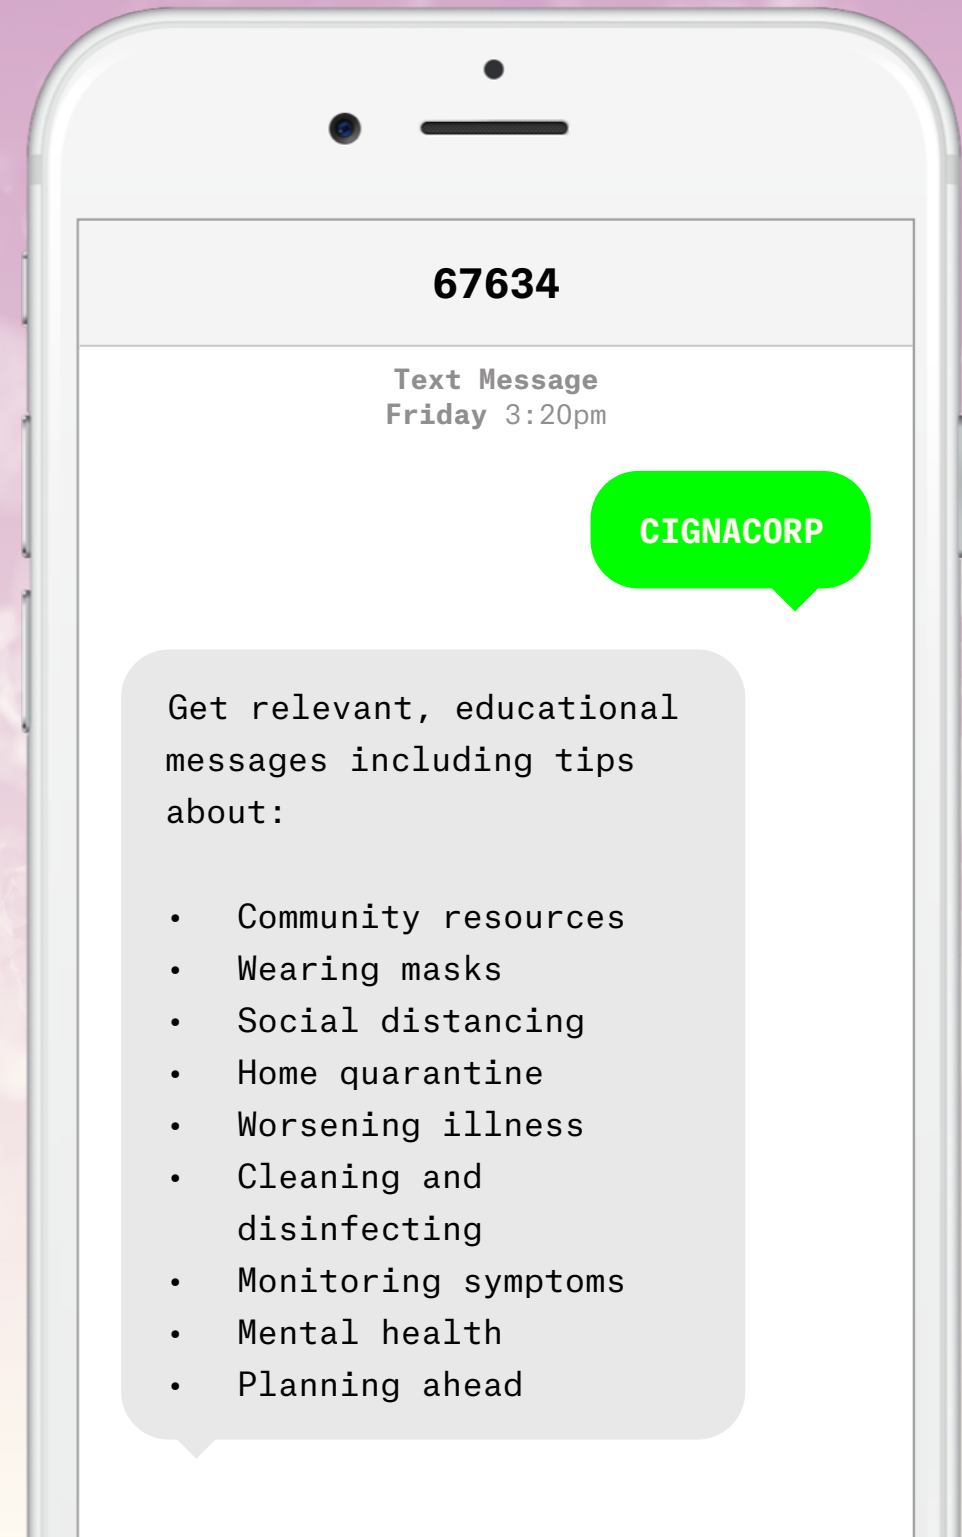 67634
Text Message
Friday 3:20pm
CIGNACORP
Get relevant, educational
messages including tips
about:
• Community resources
• Wearing masks
• Social distancing
• Home quarantine
• Worsening illness
• Cleaning and
disinfecting
• Monitoring symptoms
• Mental health
• Planning ahead